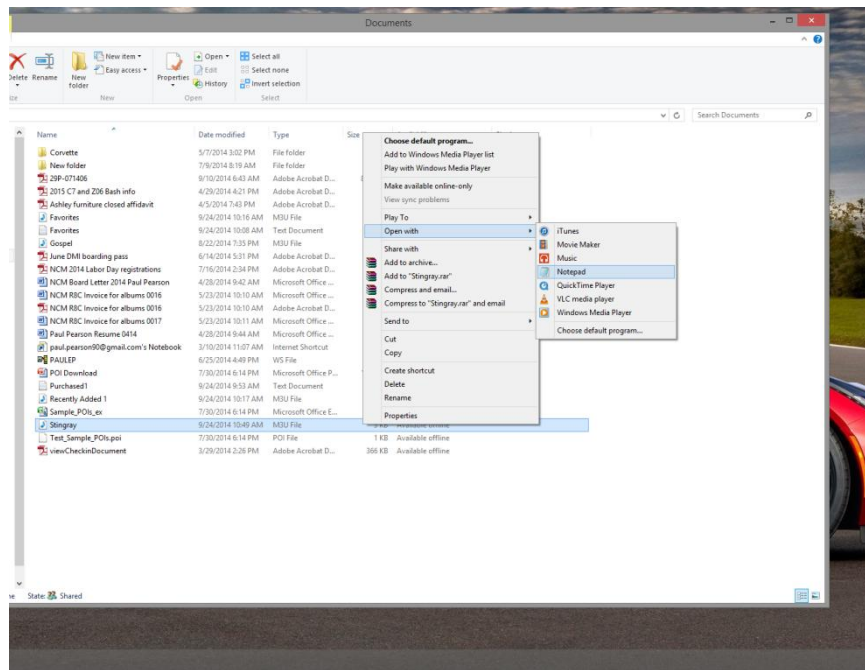 Documents
Delete Rename New folder
New item
Easy access
Properties
Open
Edit
History
Select all
Select none
Invert selection
New Open Select
Search Documents
Name Date modified Type Size
Corvette 5/7/2014 3:02 PM File folder
New folder 7/9/2014 8:19 AM File folder
29P-071406 9/10/2014 6:43 AM Adobe Acrobat D...
2015 C7 and Z06 Bash info 4/29/2014 4:21 PM Adobe Acrobat D...
Ashley furniture closed affidavit 4/5/2014 7:43 PM Adobe Acrobat D...
Favorites 9/24/2014 10:16 AM M3U File
Favorites 9/24/2014 10:08 AM Text Document
Gospel 8/22/2014 7:35 PM M3U File
June DMI boarding pass 6/14/2014 5:31 PM Adobe Acrobat D...
NCM 2014 Labor Day registrations 7/16/2014 2:34 PM Adobe Acrobat D...
NCM Board Letter 2014 Paul Pearson 4/28/2014 9:42 AM Microsoft Office ...
NCM R8C Invoice for albums 0016 5/23/2014 10:10 AM Microsoft Office ...
NCM R8C Invoice for albums 0016 5/23/2014 10:10 AM Adobe Acrobat D...
NCM R8C Invoice for albums 0017 5/23/2014 10:11 AM Microsoft Office ...
Paul Pearson Resume 0414 4/28/2014 9:44 AM Microsoft Office ...
paul.pearson90@gmail.com's Notebook 3/10/2014 11:07 AM Internet Shortcut
PAULEP 6/25/2014 4:49 PM WS File
POI Download 7/30/2014 6:14 PM Microsoft Office P...
Purchased1 9/24/2014 9:53 AM Text Document
Recently Added 1 9/24/2014 10:17 AM M3U File
Sample_POIs_ex 7/30/2014 6:14 PM Microsoft Office E...
Stingray 9/24/2014 10:49 AM M3U File
Test_Sample_POIs.poi 7/30/2014 6:14 PM POI File 1 KB Available offline
viewCheckinDocument 3/29/2014 2:26 PM Adobe Acrobat D... 366 KB Available offline
Choose default program...
Add to Windows Media Player list
Play with Windows Media Player
Make available online-only
View sync problems
Play To
Open with
Share with
Add to archive...
Add to "Stingray.rar"
Compress and email...
Compress to "Stingray.rar" and email
Send to
Cut
Copy
Create shortcut
Delete
Rename
Properties
iTunes
Movie Maker
Music
Notepad
QuickTime Player
VLC media player
Windows Media Player
Choose default program...
State: Shared